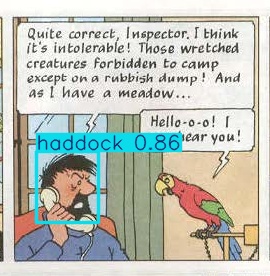 Quite correct, Inspector. I think
it's intolerable! Those wretched
creatures forbidden to camp
except on a rubbish dump! And
as I have a meadow...
Hello-o-o! I
hear you!
haddock 0.86